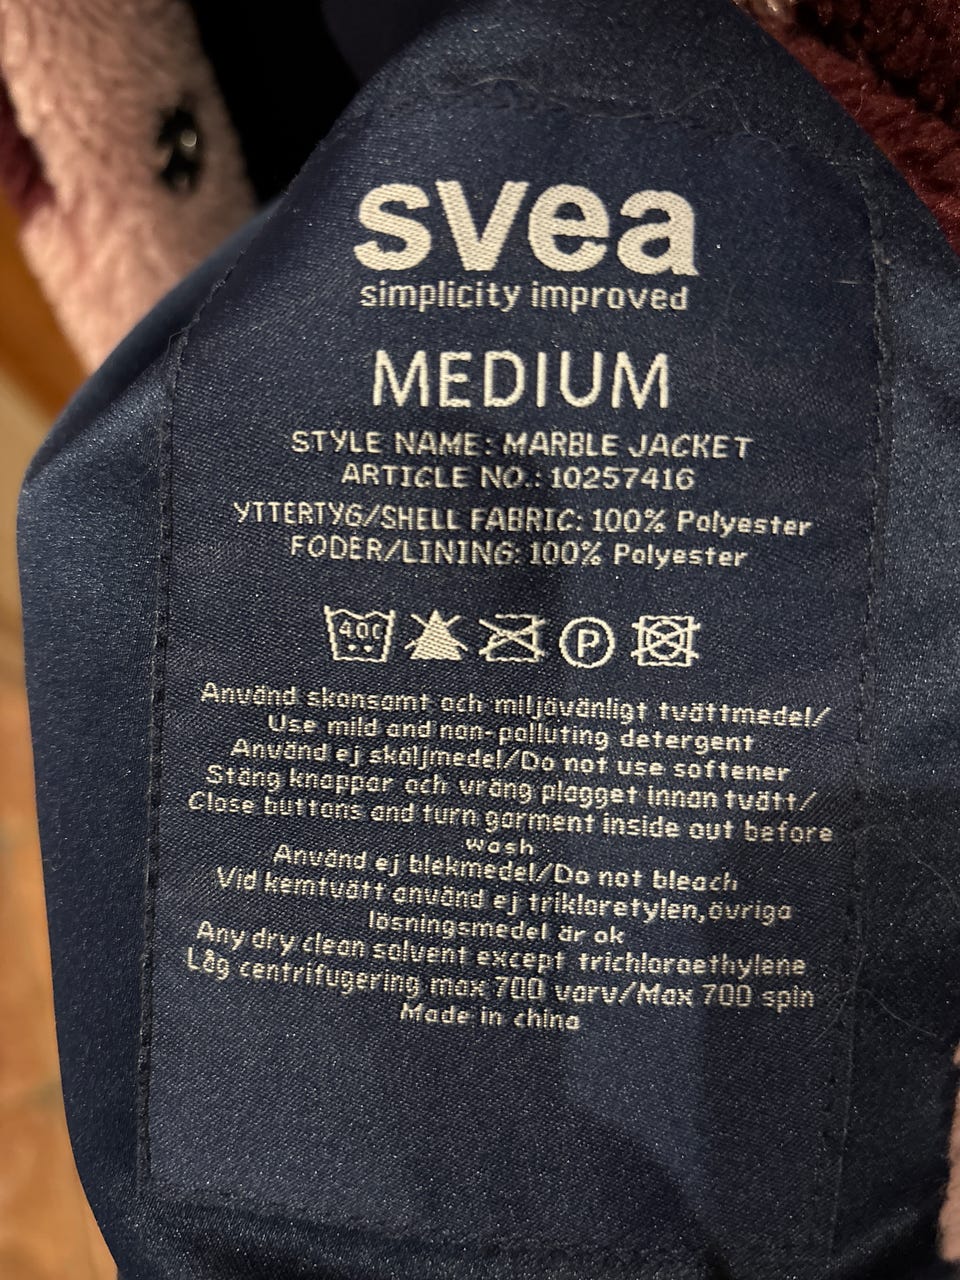 svea
simplicity improved
MEDIUM
STYLE NAME: MARBLE JACKET
ARTICLE NO.: 10257416
YTTERTYG/SHELL FABRIC: 100% Polyester
FODER/LINING: 100% Polyester
40C P
Använd skonsamt och miljövänligt tvättmedel/
Use mild and non-polluting detergent
Använd ej sköljmedel/Do not use softener
Stäng knappar och vräng plagget innan tvätt/
Close buttons and turn garment inside out before
wash
Använd ej blekmedel/Do not bleach
Vid kemtvätt använd ej trikloretylen,övriga
lösningsmedel är ok
Any dry clean solvent except trichloroethylene
Låg centrifugering max 700 varv/Max 700 spin
Made in china